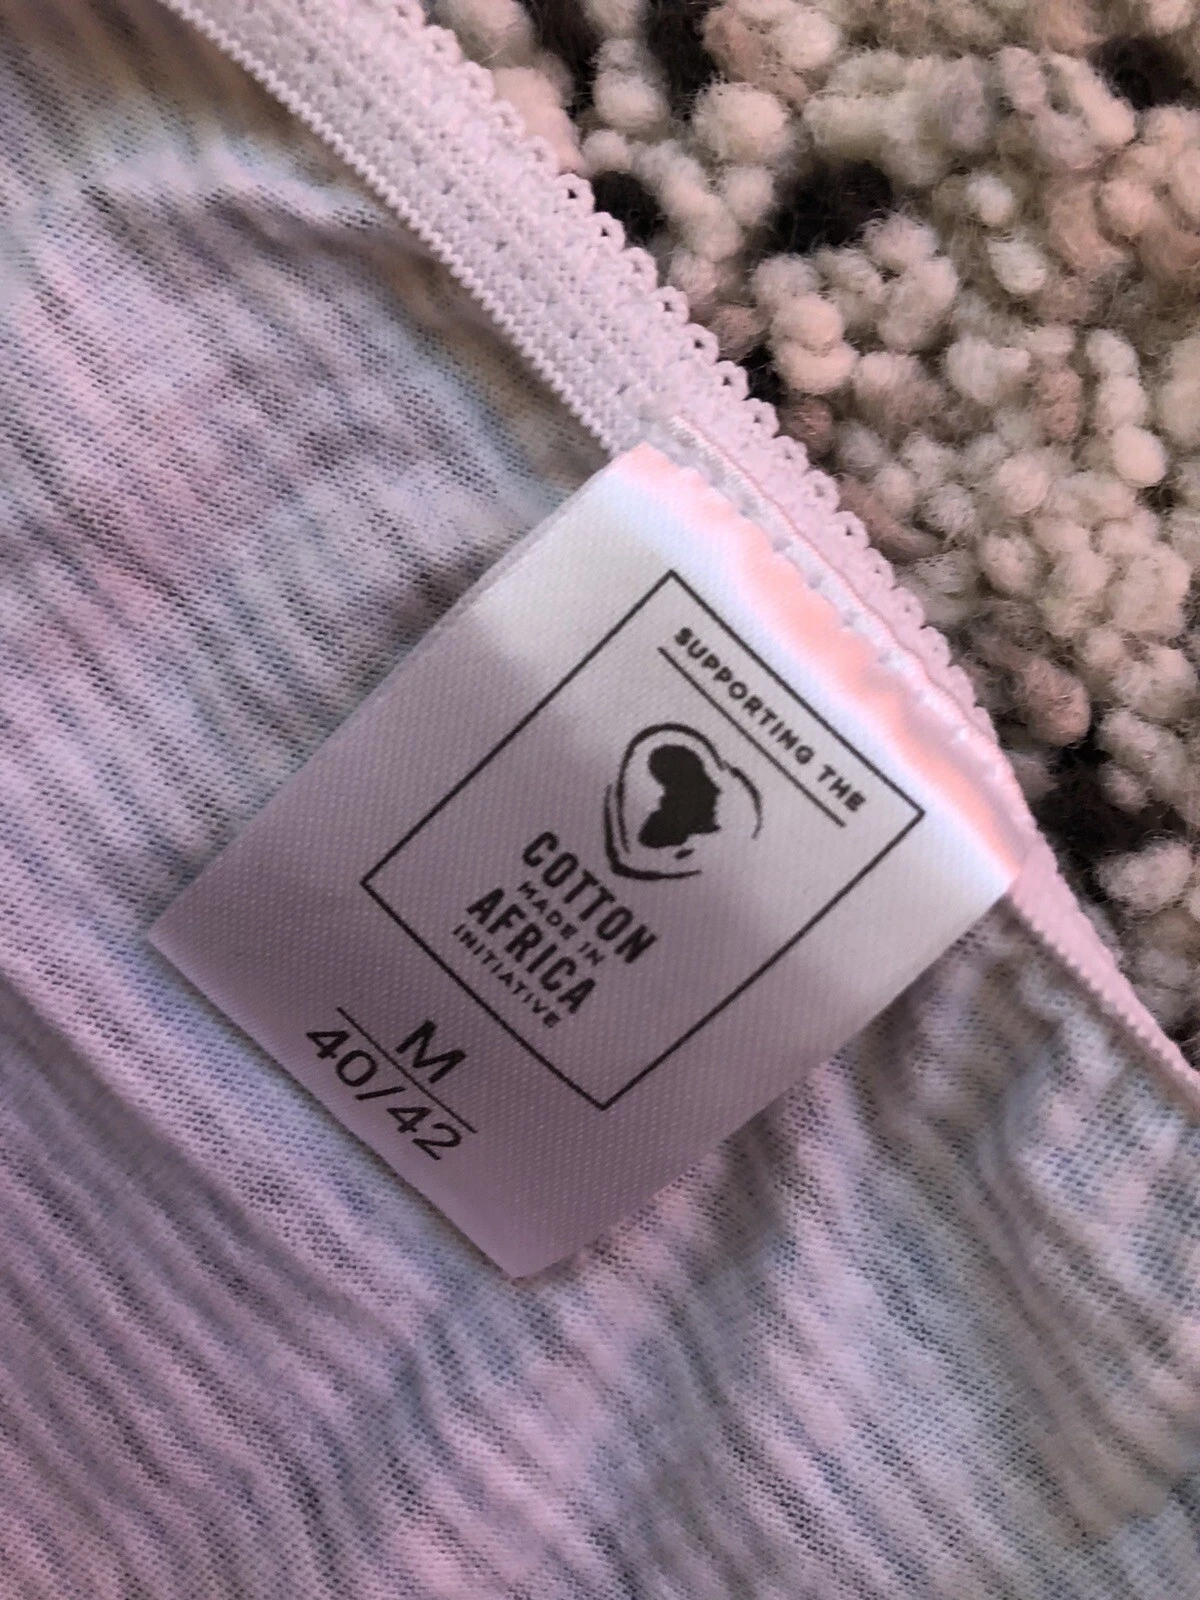 SUPPORTING THE
COTTON
MADE IN
AFRICA
INITIATIVE
M
40/42